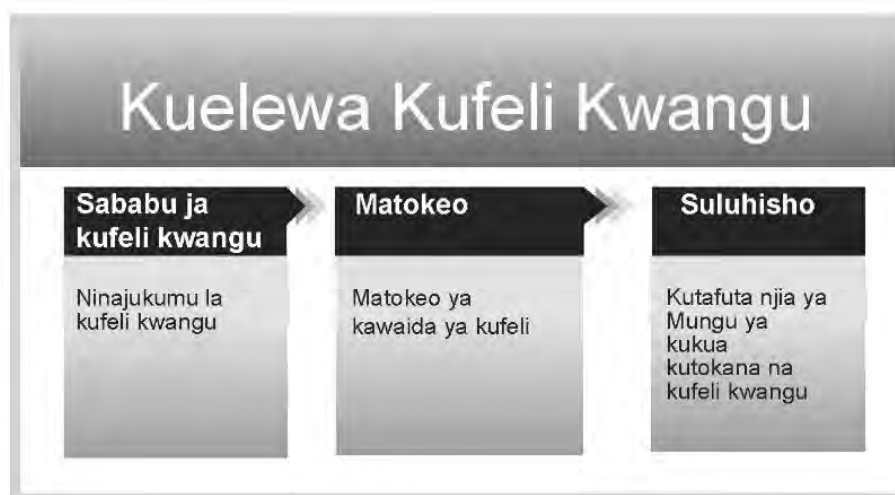 Kuelewa Kufeli Kwangu
Sababu ja
kufeli kwangu
Ninajukumu la
kufeli kwangu
Matokeo
Matokeo ya
kawaida ya kufeli
Suluhisho
Kutafuta njia ya
Mungu ya
kukua
kutokana na
kufeli kwangu